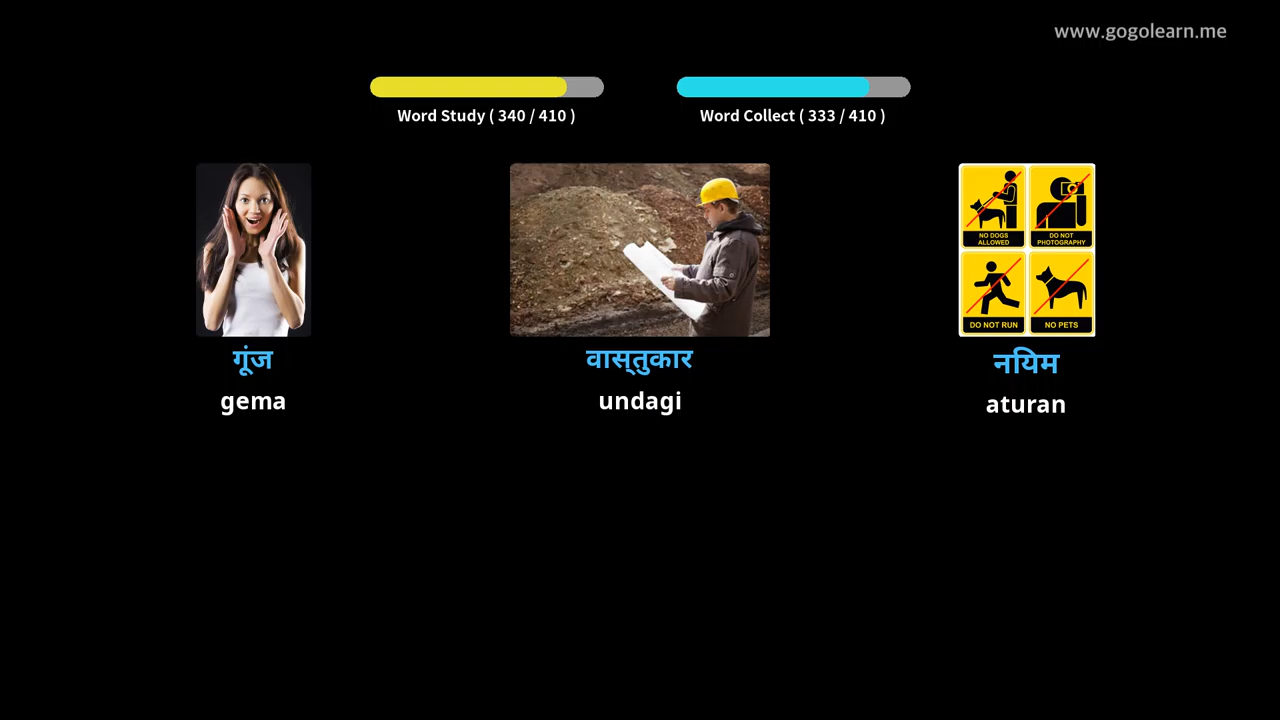 www.gogolearn.me
Word Study ( 340 / 410 )
Word Collect ( 333 / 410 )
NO DOGS
ALLOWED
DO NOT
PHOTOGRAPHY
DO NOT RUN
NO PETS
गूंज
वास्तुकार
नियम
gema
undagi
aturan